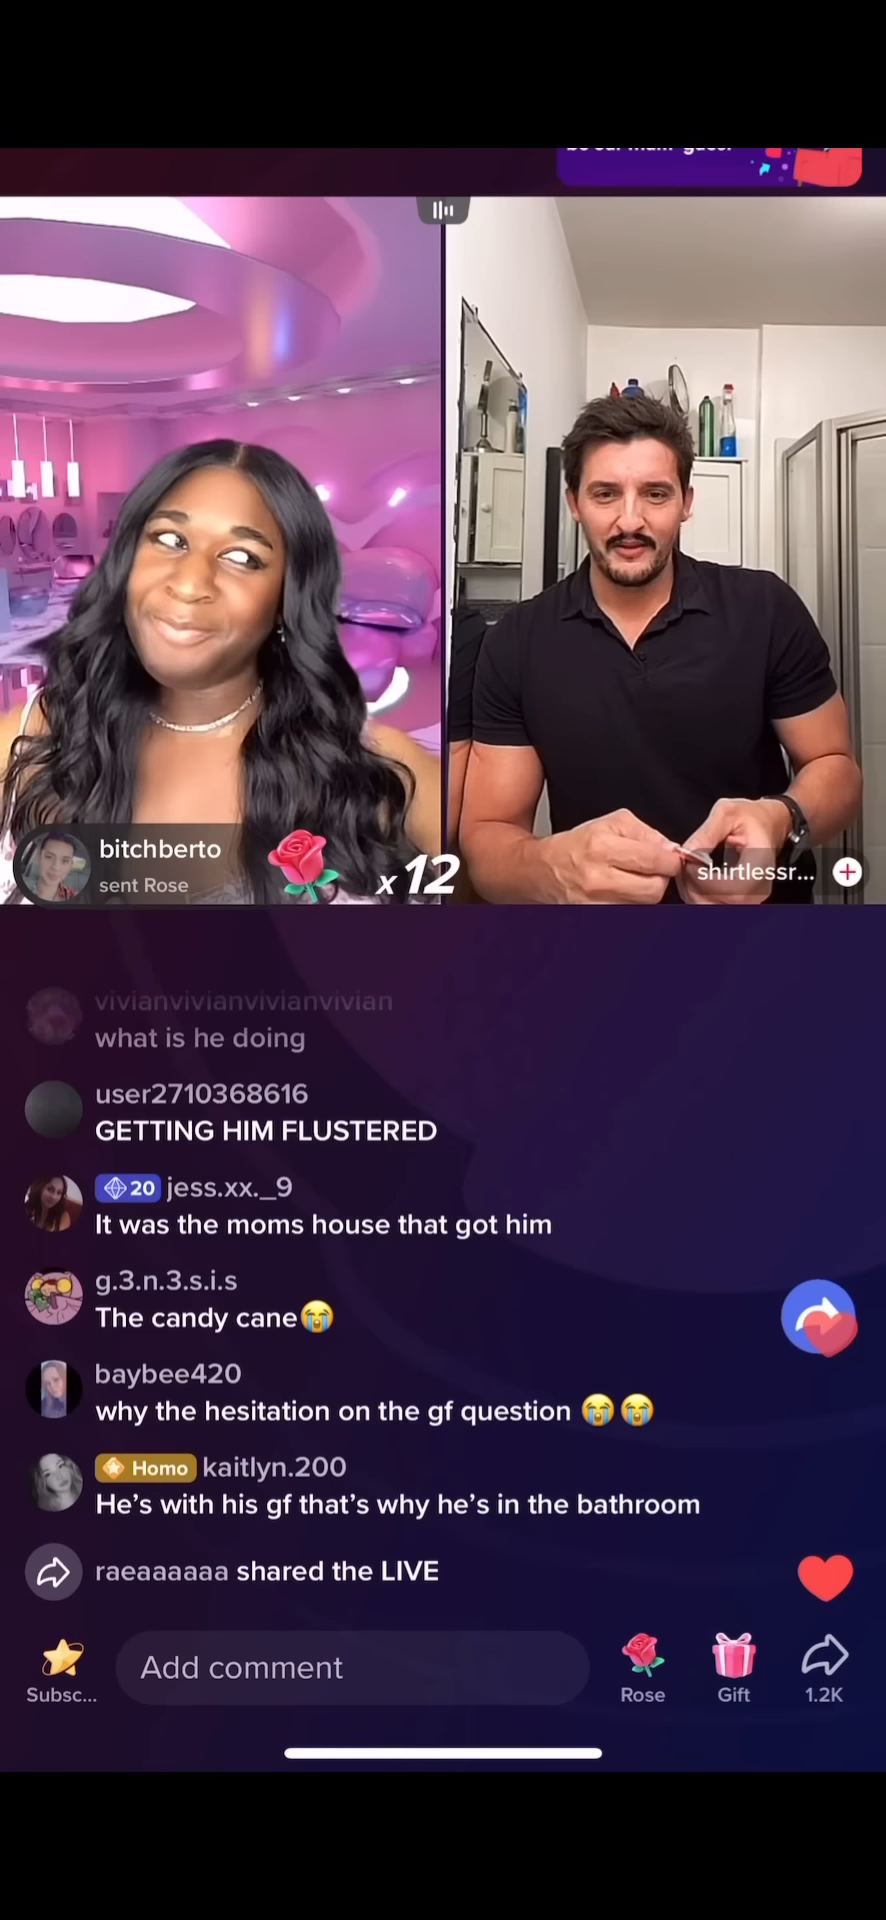 bitchberto
sent Rose
x12
shirtlessr...
vivianvivianvivianvivian
what is he doing
user2710368616
GETTING HIM FLUSTERED
20 jess.xx._9
It was the moms house that got him
g.3.n.3.s.i.s
The candy cane😭
baybee420
why the hesitation on the gf question 😭😭
Homo kaitlyn.200
He's with his gf that's why he's in the bathroom
raeaaaaaa shared the LIVE
Subsc...
Add comment
Rose
Gift
1.2K